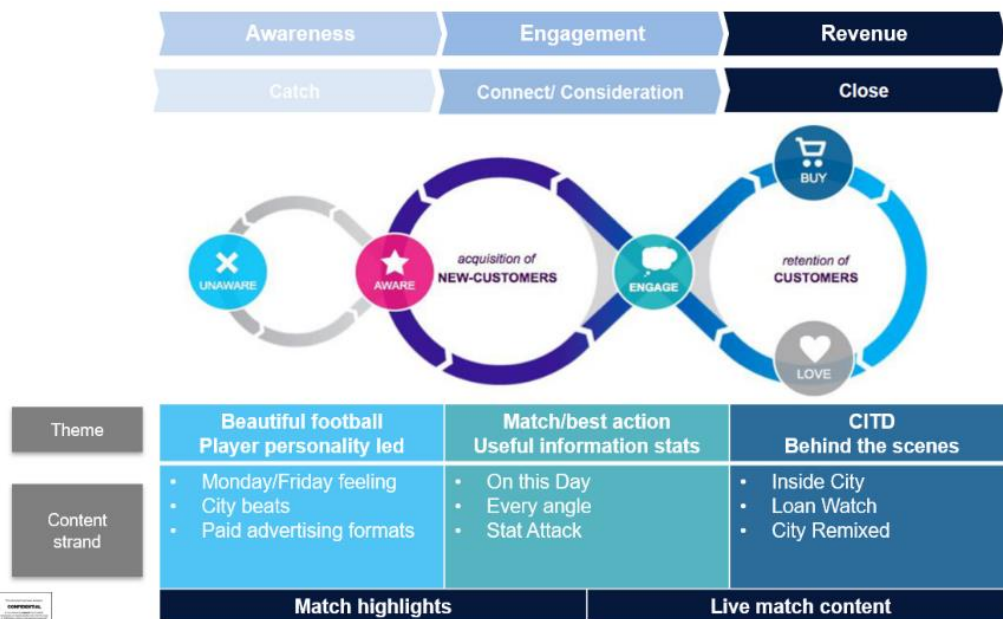 Awareness
Engagement
Revenue
Catch
Connect/ Consideration
Close
UNAWARE
AWARE
acquisition of
NEW-CUSTOMERS
ENGAGE
BUY
retention of
CUSTOMERS
LOVE
Theme
Beautiful football
Player personality led
Match/best action
Useful information stats
CITD
Behind the scenes
Content
strand
• Monday/Friday feeling
• City beats
• Paid advertising formats
• On this Day
• Every angle
• Stat Attack
• Inside City
• Loan Watch
• City Remixed
Match highlights
Live match content
CONFIDENTIAL